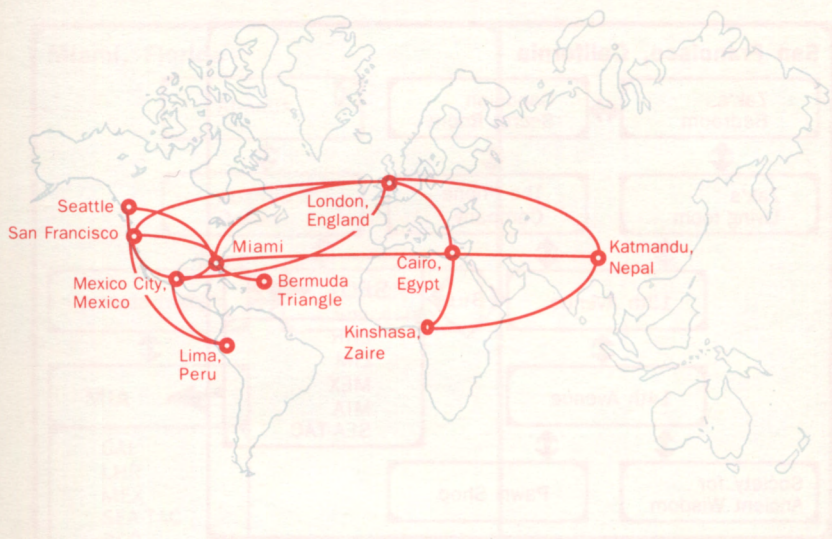 Seattle
San Francisco
London,
England
Miami
Mexico City,
Mexico
Bermuda
Triangle
Cairo,
Egypt
Katmandu,
Nepal
Kinshasa,
Zaire
Lima,
Peru